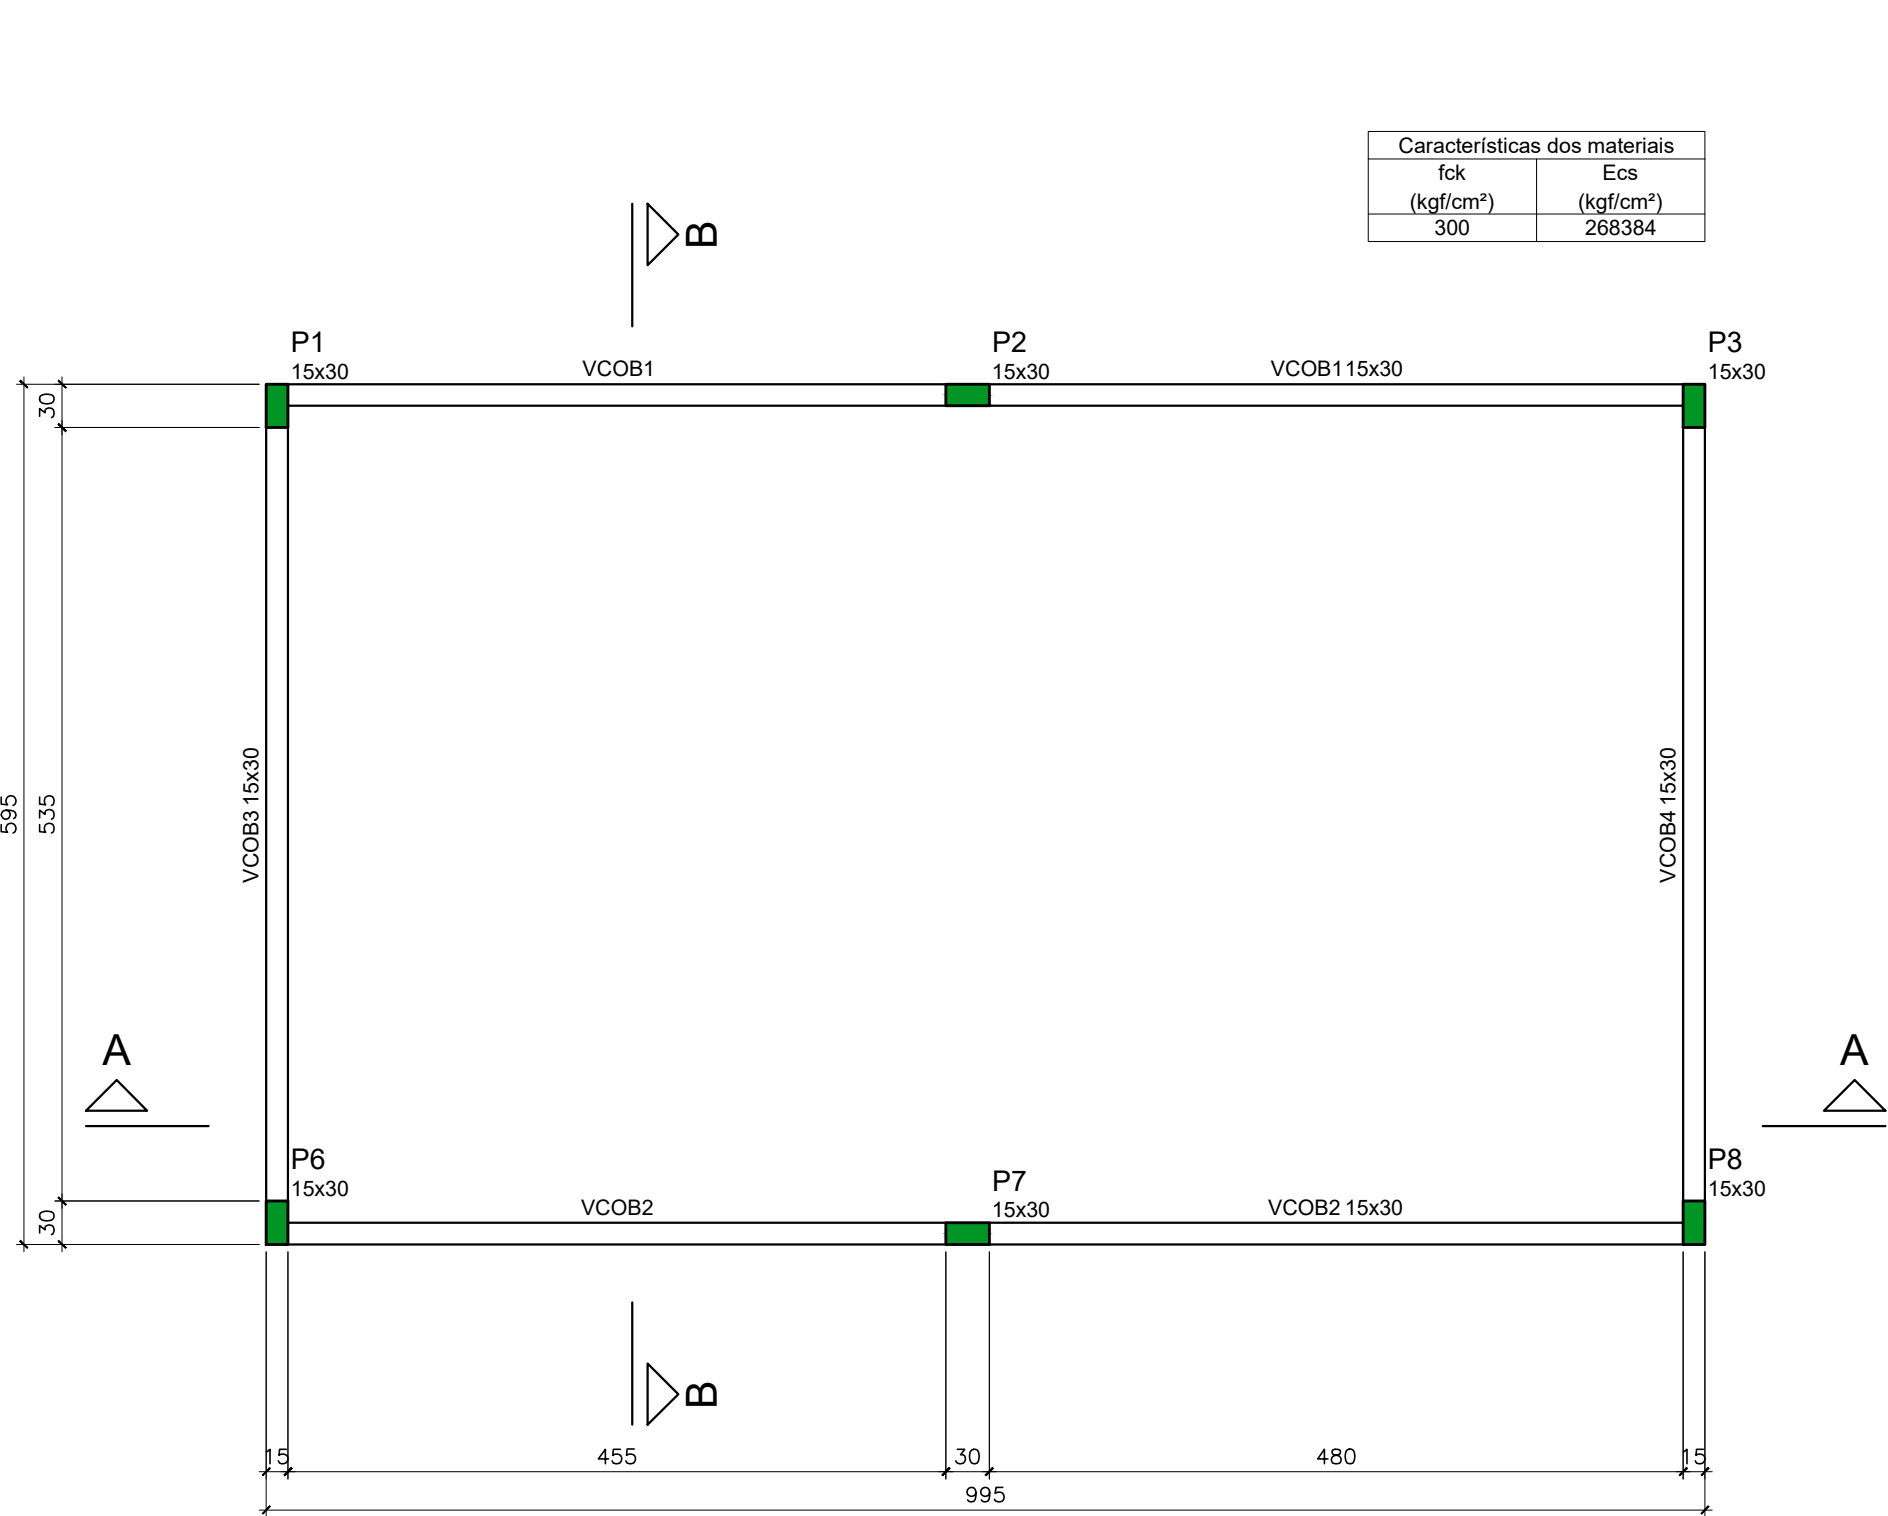 Características dos materiais
fck Ecs
(kgf/cm²) (kgf/cm²)
300 268384
B
P1 P2 P3
15x30 VCOB1 15x30 VCOB1 15x30 15x30
30
595
535
VCOB3 15x30
VCOB4 15x30
A A
P6 P7 P8
15x30 15x30 15x30
VCOB2 VCOB2 15x30
30
B
15 455 30 480 15
995